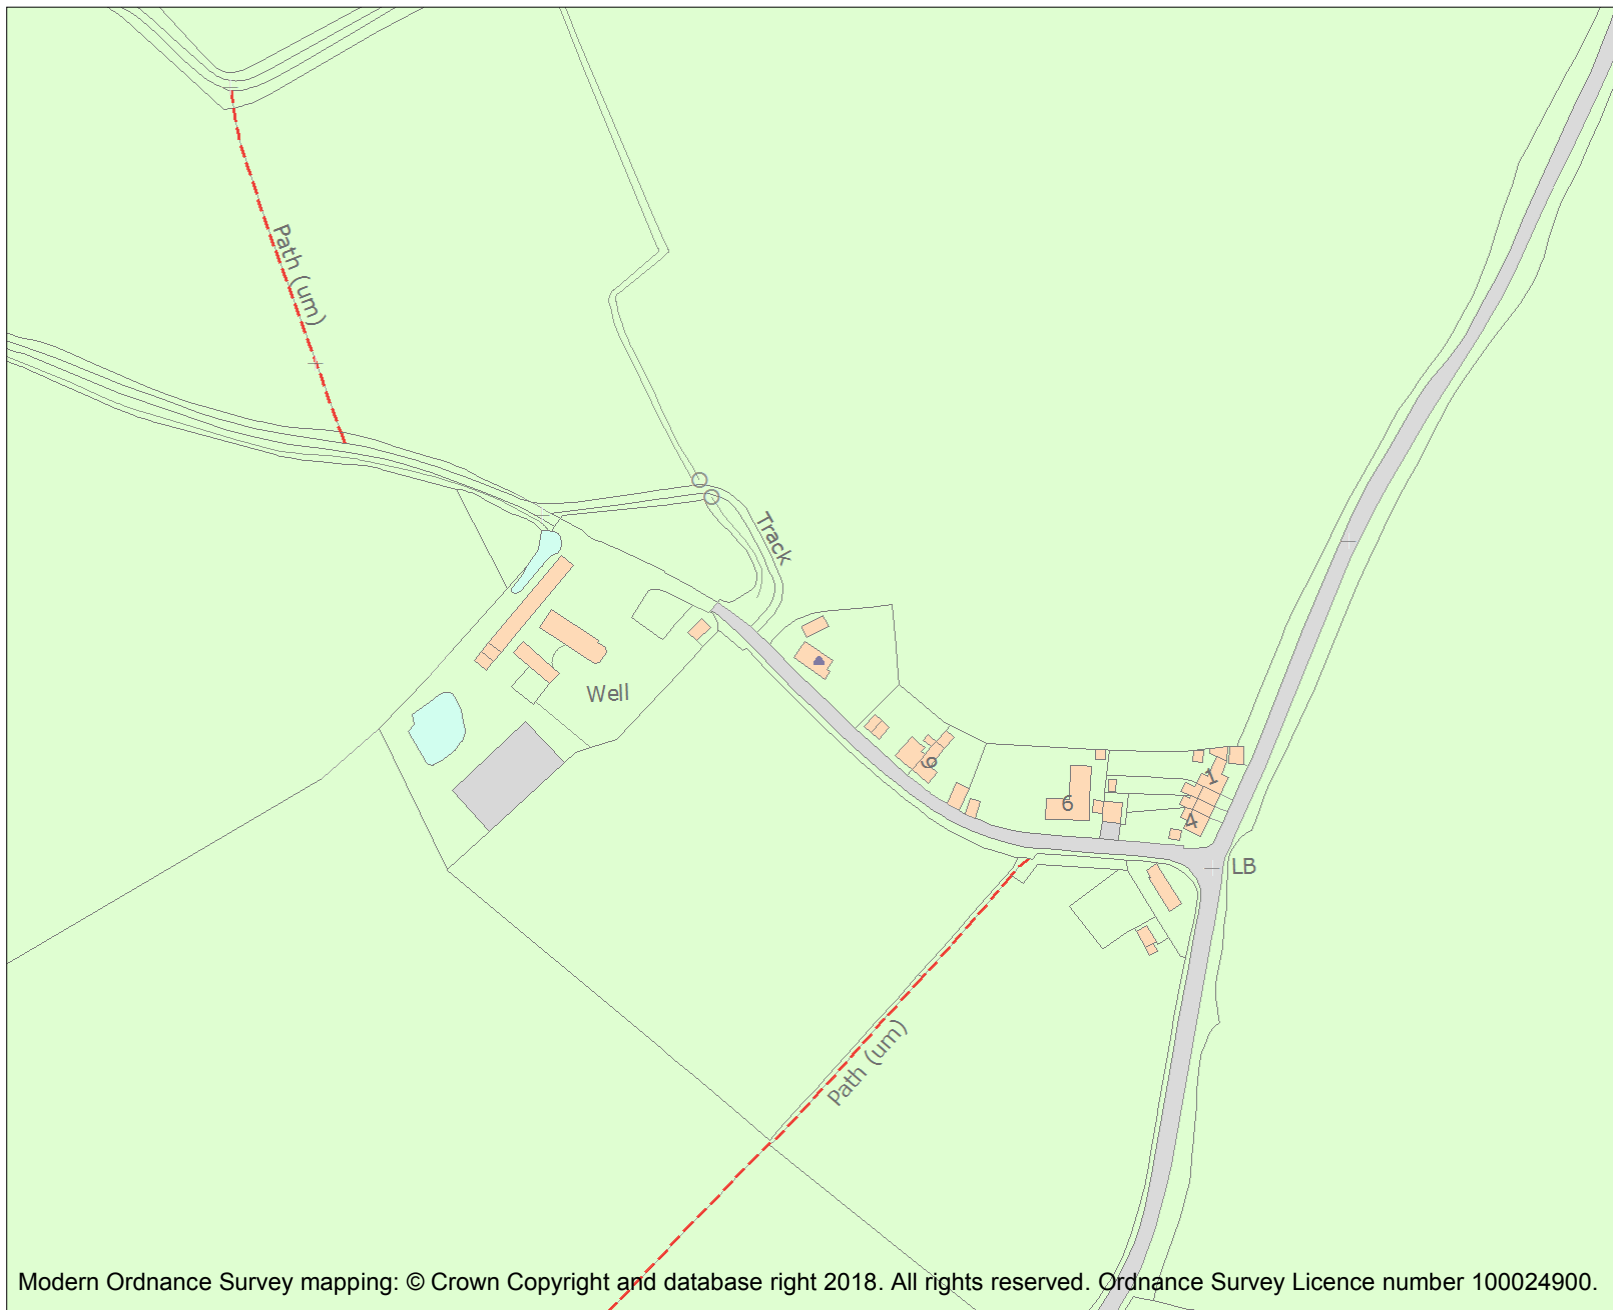 Path (um)
Track
Well
9
6
1
4
LB
Path (um)
Modern Ordnance Survey mapping: © Crown Copyright and database right 2018. All rights reserved. Ordnance Survey Licence number 100024900.